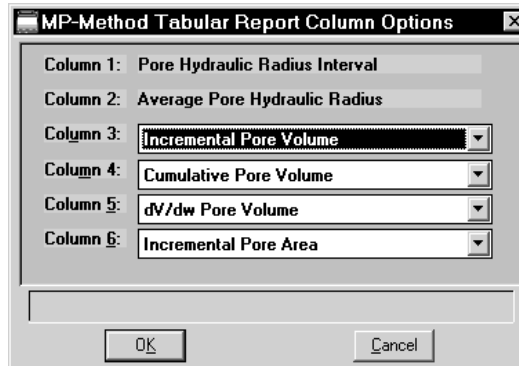 MP-Method Tabular Report Column Options
Column 1: Pore Hydraulic Radius Interval
Column 2: Average Pore Hydraulic Radius
Column 3: Incremental Pore Volume
Column 4: Cumulative Pore Volume
Column 5: dV/dw Pore Volume
Column 6: Incremental Pore Area
OK Cancel